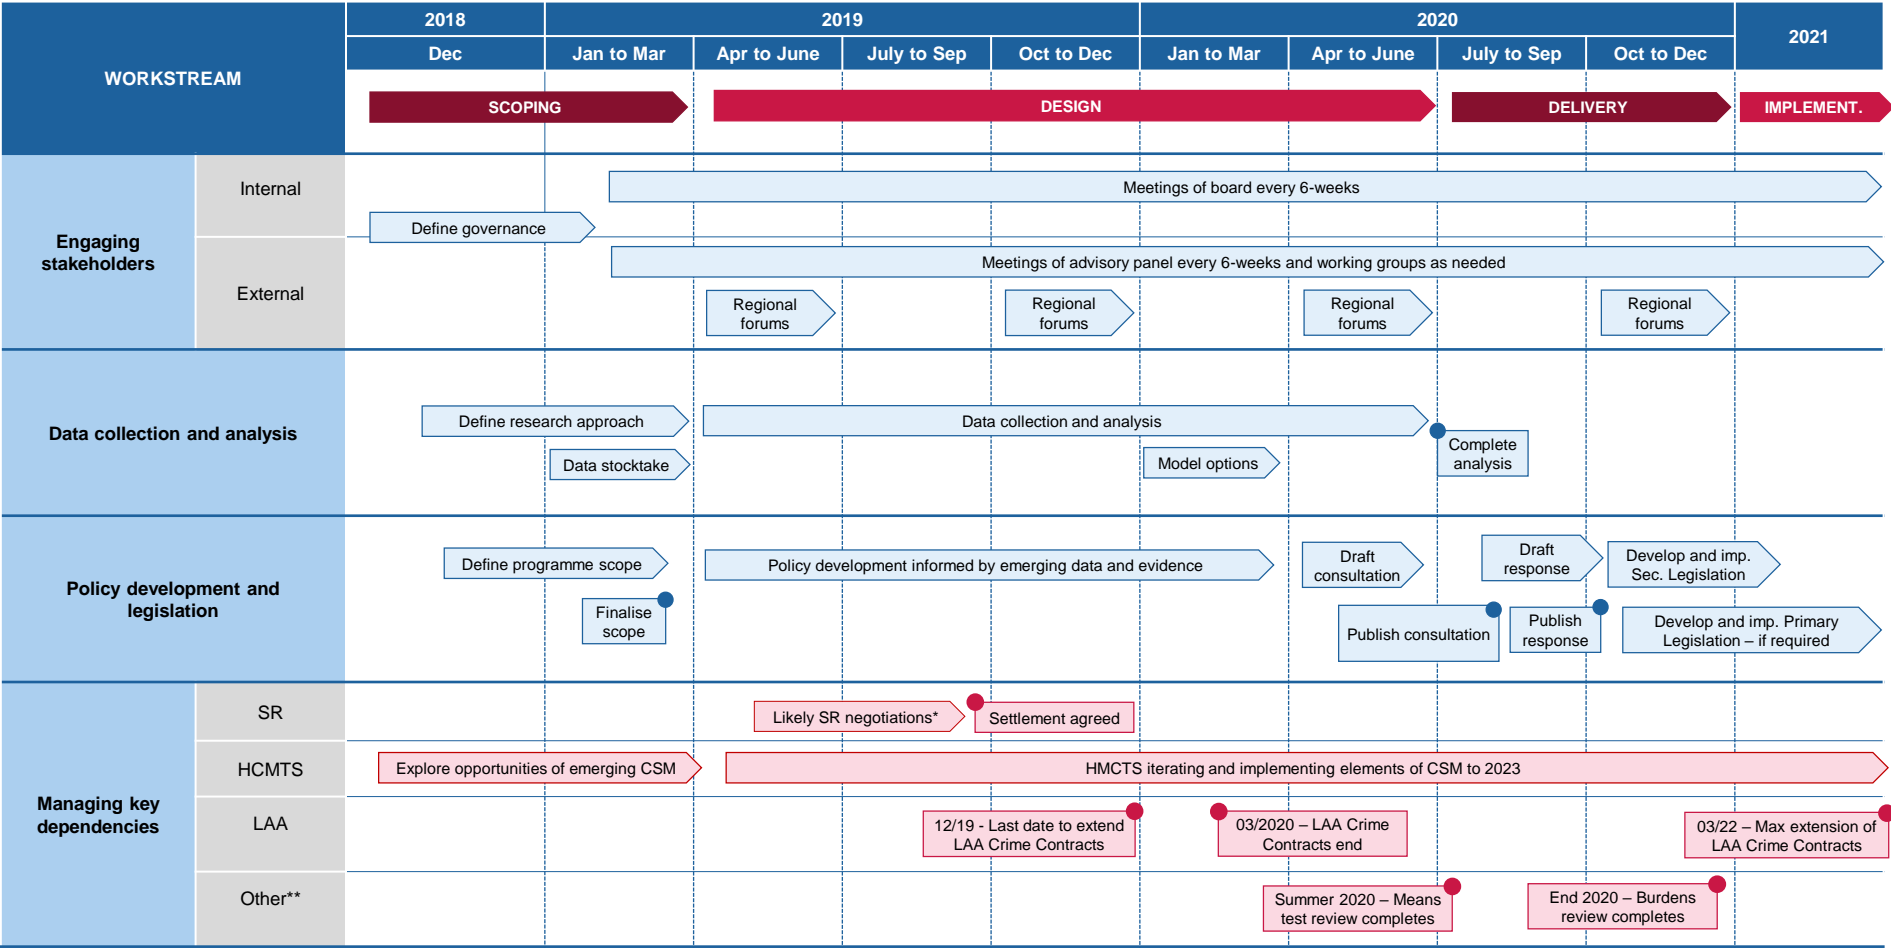 WORKSTREAM
2018
2019
2020
2021
Dec
Jan to Mar
Apr to June
July to Sep
Oct to Dec
Jan to Mar
Apr to June
July to Sep
Oct to Dec
SCOPING
DESIGN
DELIVERY
IMPLEMENT.
Engaging
stakeholders
Internal
Meetings of board every 6-weeks
Define governance
External
Meetings of advisory panel every 6-weeks and working groups as needed
Regional
forums
Regional
forums
Regional
forums
Regional
forums
Data collection and analysis
Define research approach
Data collection and analysis
Data stocktake
Model options
Complete
analysis
Policy development and
legislation
Define programme scope
Policy development informed by emerging data and evidence
Draft
consultation
Draft
response
Develop and imp.
Sec. Legislation
Finalise
scope
Publish consultation
Publish
response
Develop and imp. Primary
Legislation – if required
Managing key
dependencies
SR
Likely SR negotiations*
Settlement agreed
HCMTS
Explore opportunities of emerging CSM
HMCTS iterating and implementing elements of CSM to 2023
LAA
12/19 - Last date to extend
LAA Crime Contracts
03/2020 – LAA Crime
Contracts end
03/22 – Max extension of
LAA Crime Contracts
Other**
Summer 2020 – Means
test review completes
End 2020 – Burdens
review completes